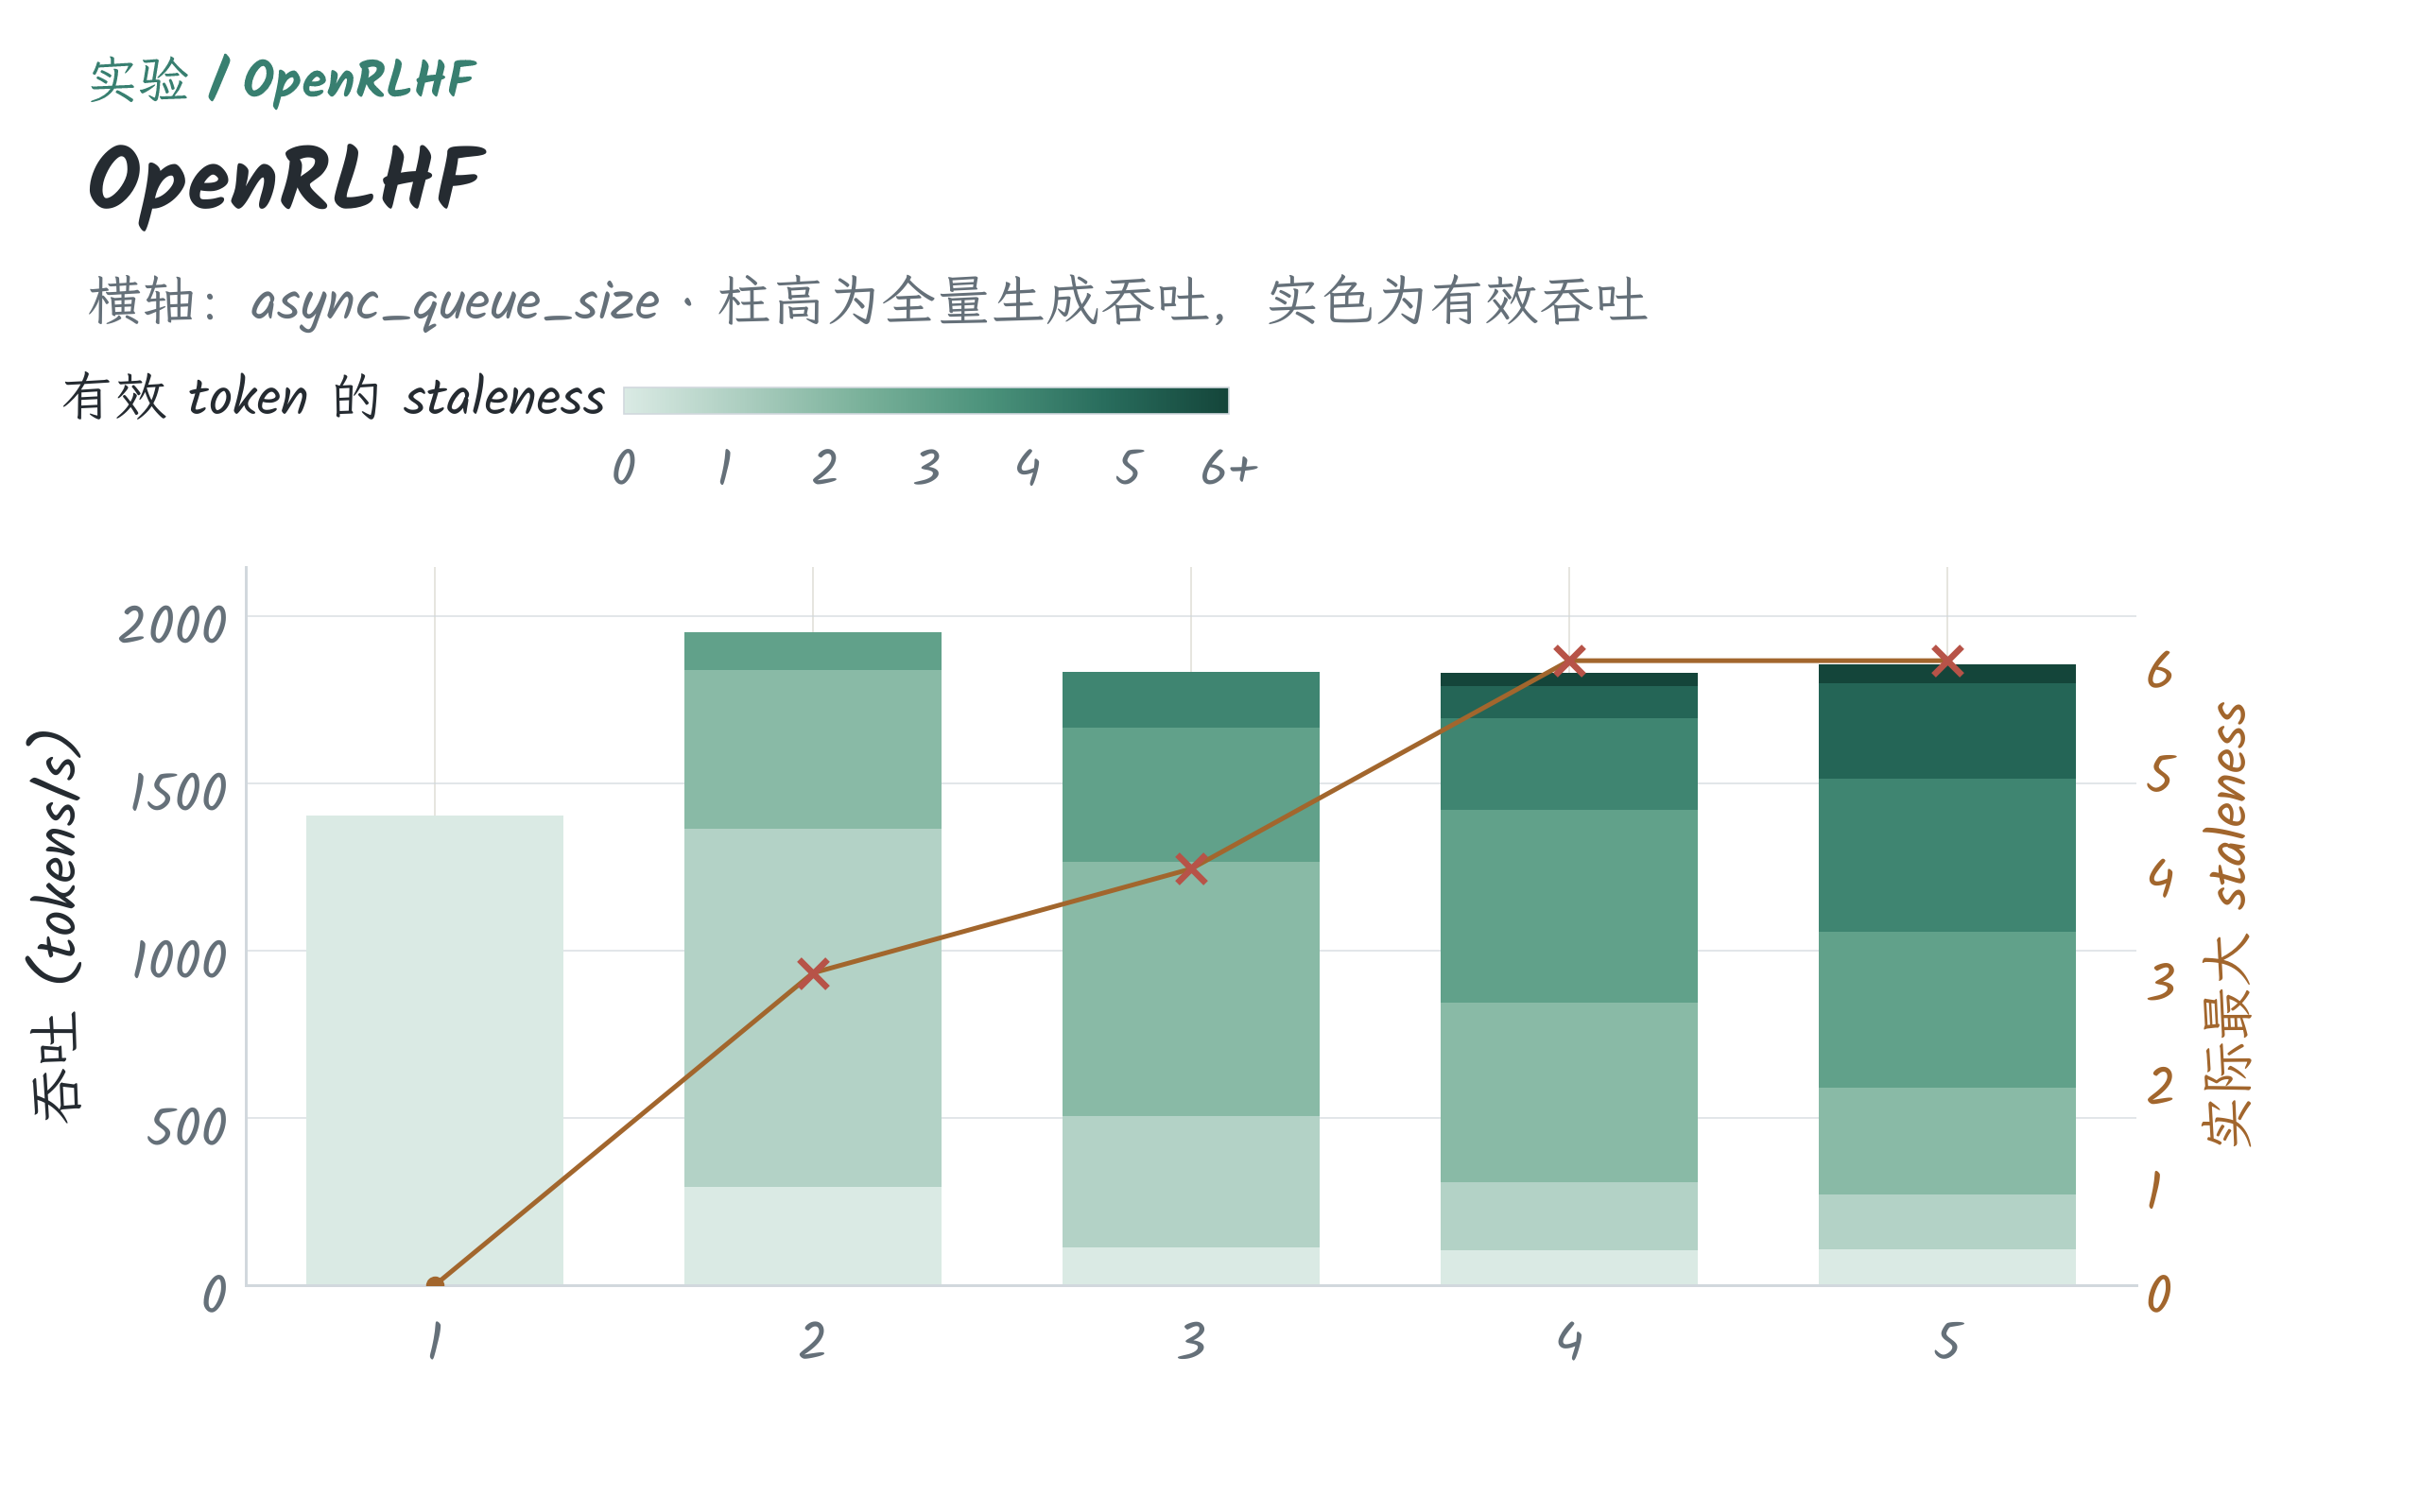 实验 / OpenRLHF
OpenRLHF
横轴：async_queue_size · 柱高为全量生成吞吐，实色为有效吞吐
有效 token 的 staleness
0 1 2 3 4 5 6+
吞吐 (tokens/s)
2000
1500
1000
500
0
1 2 3 4 5
6
5
4
3
2
1
0
实际最大 staleness